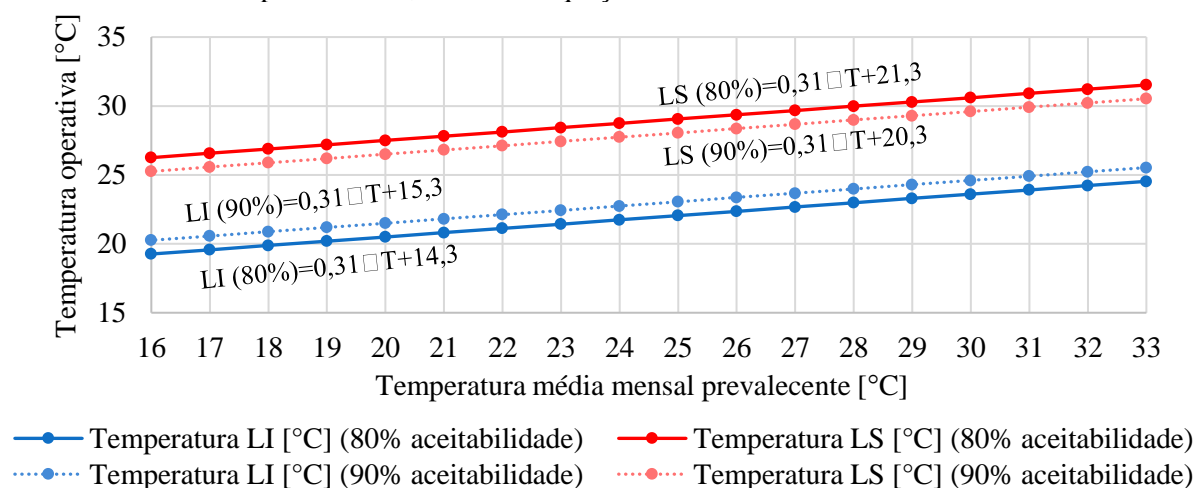 Temperatura operativa [°C]
35
30
25
20
15
LS (80%)=0,31□T+21,3
LS (90%)=0,31□T+20,3
LI (90%)=0,31□T+15,3
LI (80%)=0,31□T+14,3
16 17 18 19 20 21 22 23 24 25 26 27 28 29 30 31 32 33
Temperatura média mensal prevalecente [°C]
Temperatura LI [°C] (80% aceitabilidade) Temperatura LS [°C] (80% aceitabilidade)
Temperatura LI [°C] (90% aceitabilidade) Temperatura LS [°C] (90% aceitabilidade)